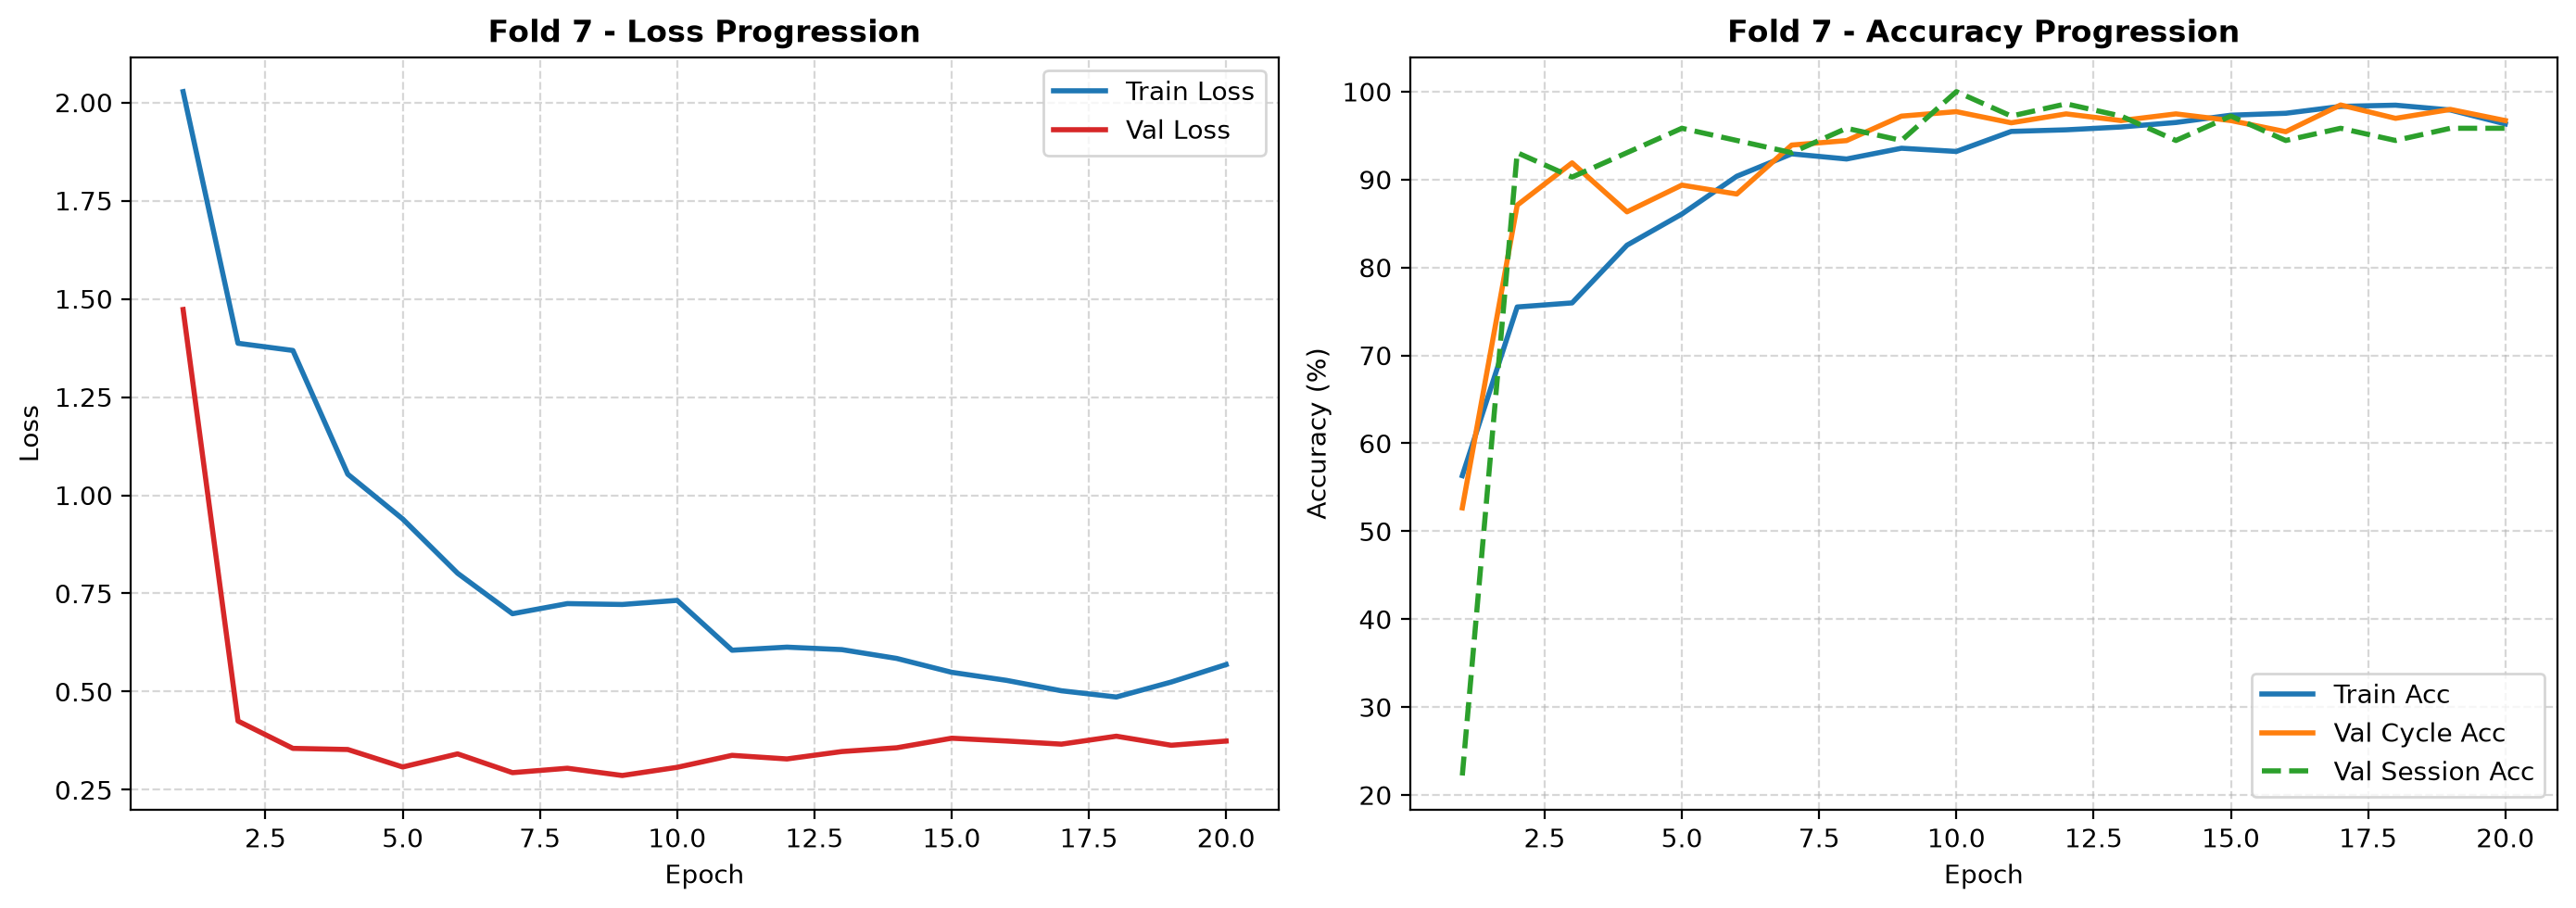 Fold 7 - Loss Progression
Train Loss
Val Loss
2.00
1.75
1.50
1.25
1.00
0.75
0.50
0.25
Loss
2.5 5.0 7.5 10.0 12.5 15.0 17.5 20.0
Epoch
Fold 7 - Accuracy Progression
100
90
80
70
60
50
40
30
20
Accuracy (%)
Train Acc
Val Cycle Acc
Val Session Acc
2.5 5.0 7.5 10.0 12.5 15.0 17.5 20.0
Epoch